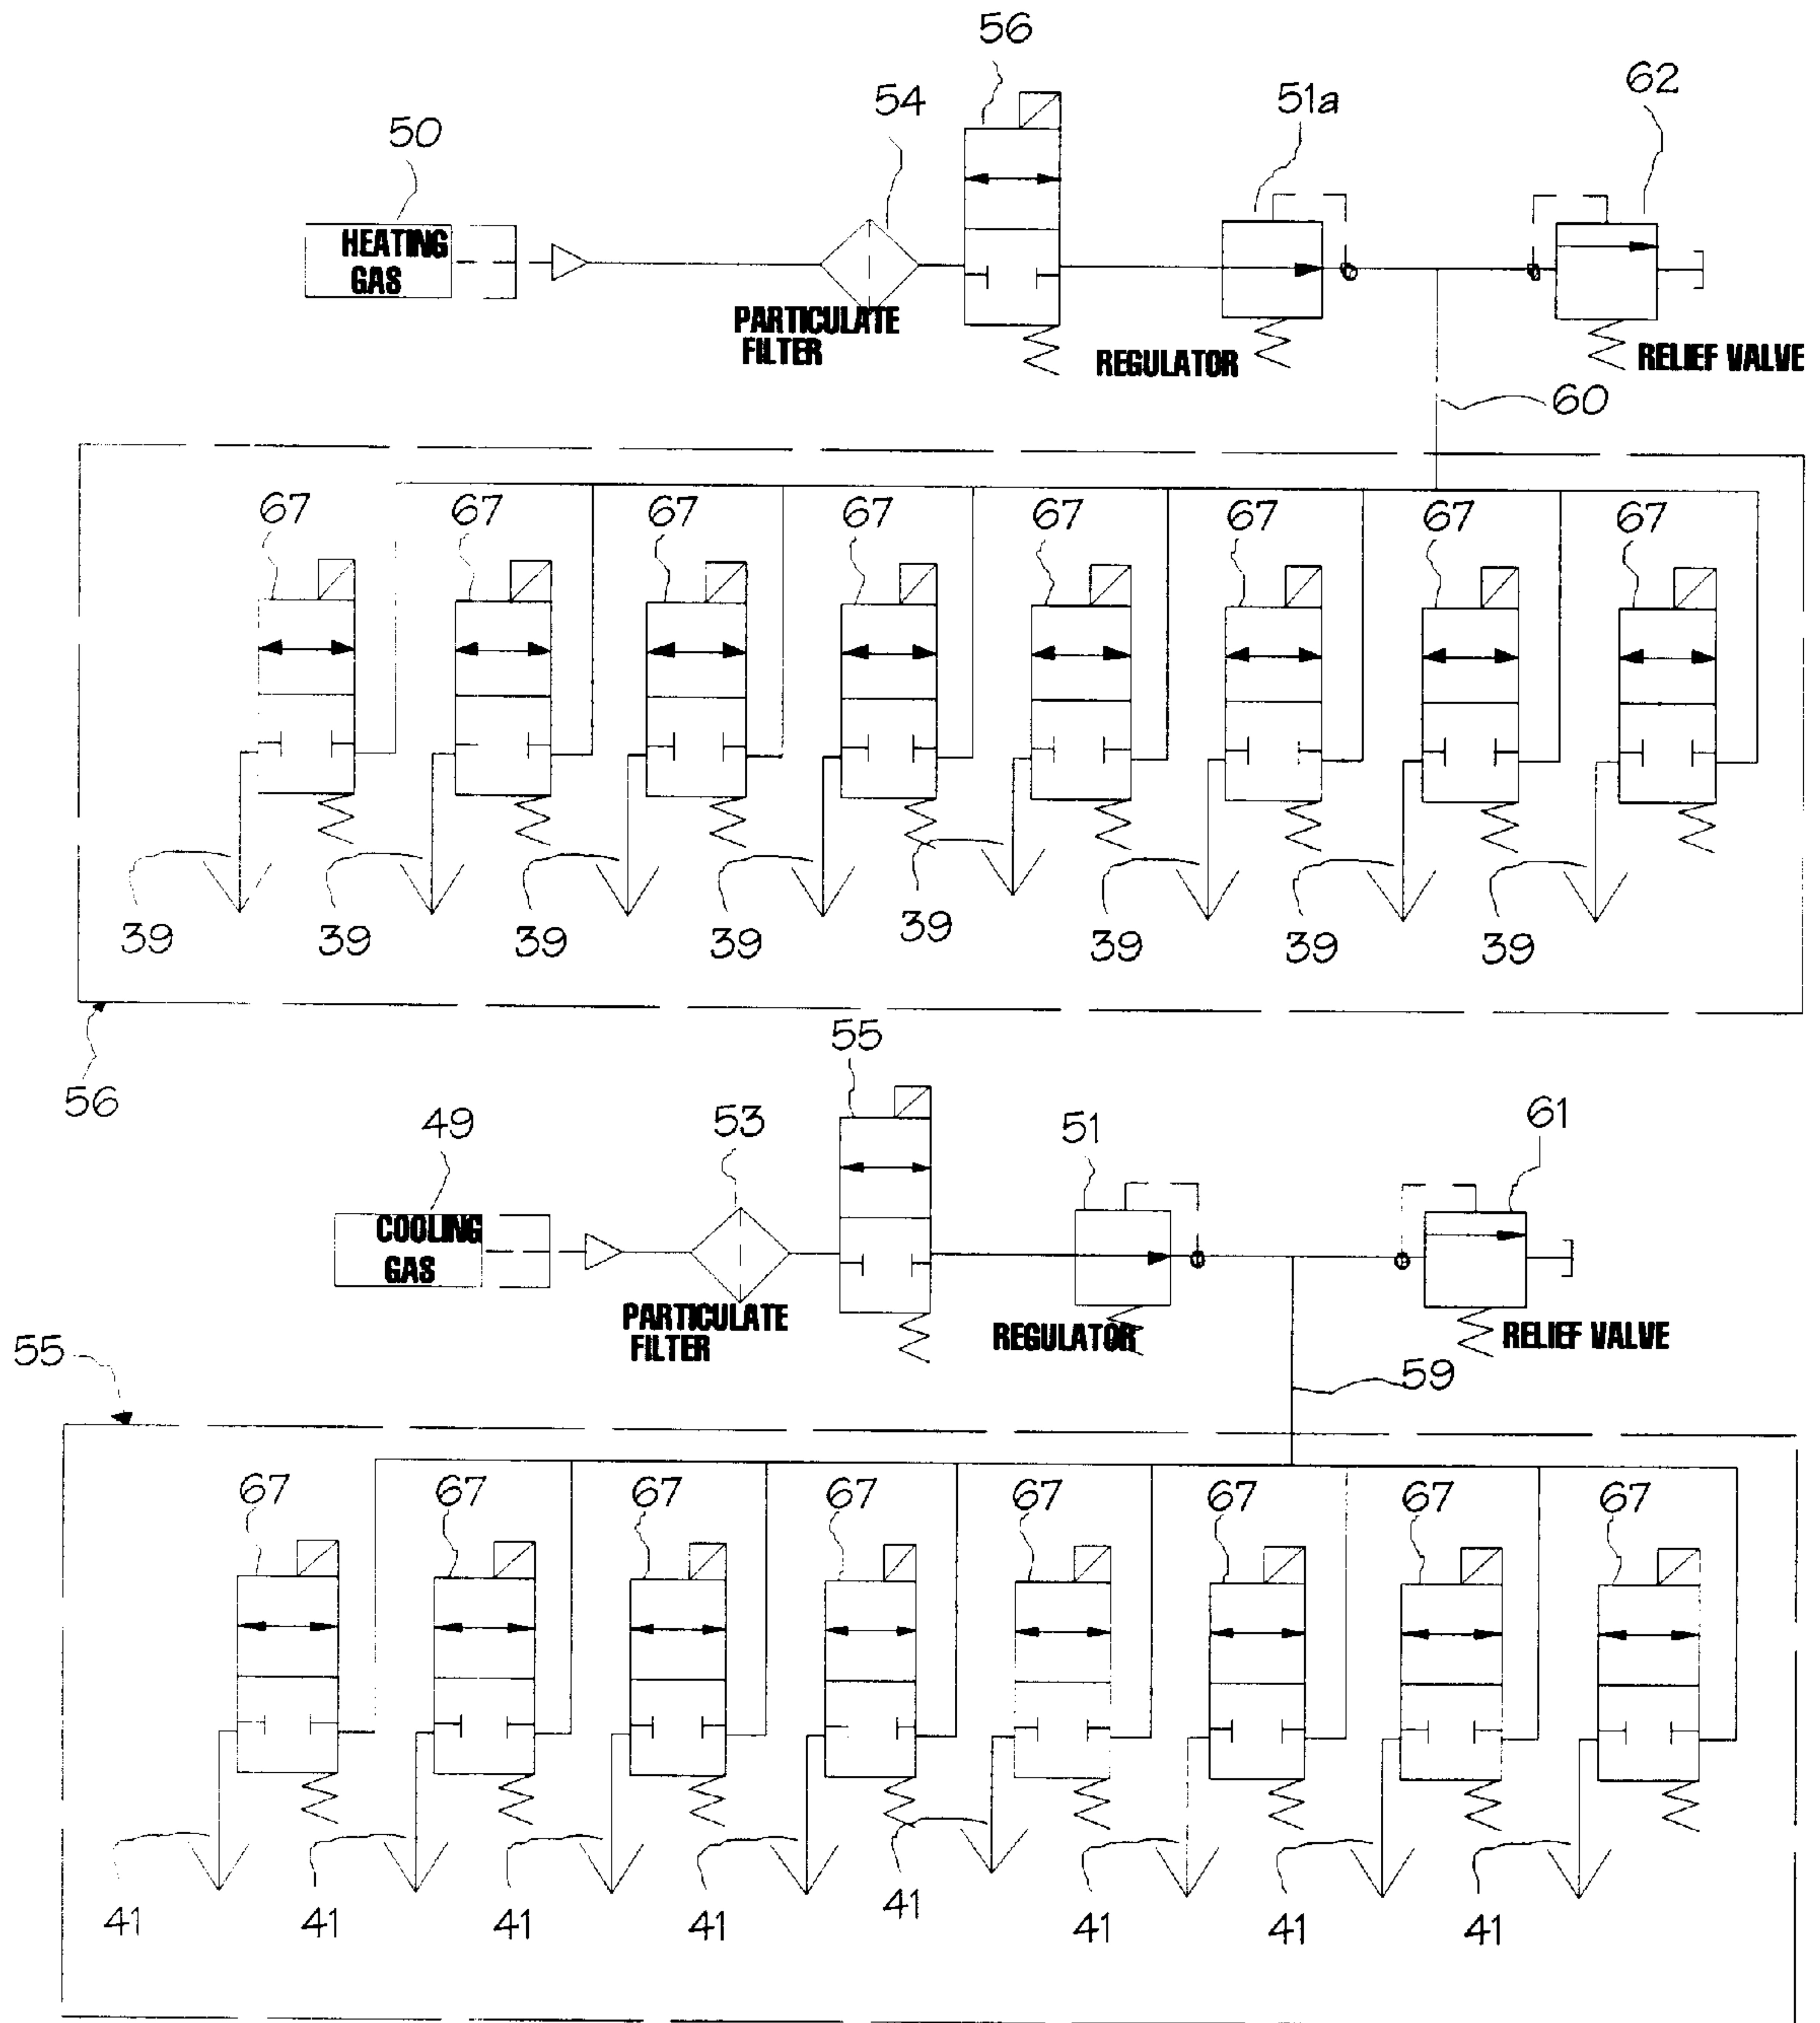 56
62
54
51a
50
HEATING
GAS
PARTICULATE
FILTER
REGULATOR
RELIEF VALVE
60
67 67 67 67 67 67 67 67
39 39 39 39 39 39 39 39
56
55
49
53
51
61
COOLING
GAS
PARTICULATE
FILTER
REGULATOR
RELIEF VALVE
55
59
67 67 67 67 67 67 67 67
41 41 41 41 41 41 41 41